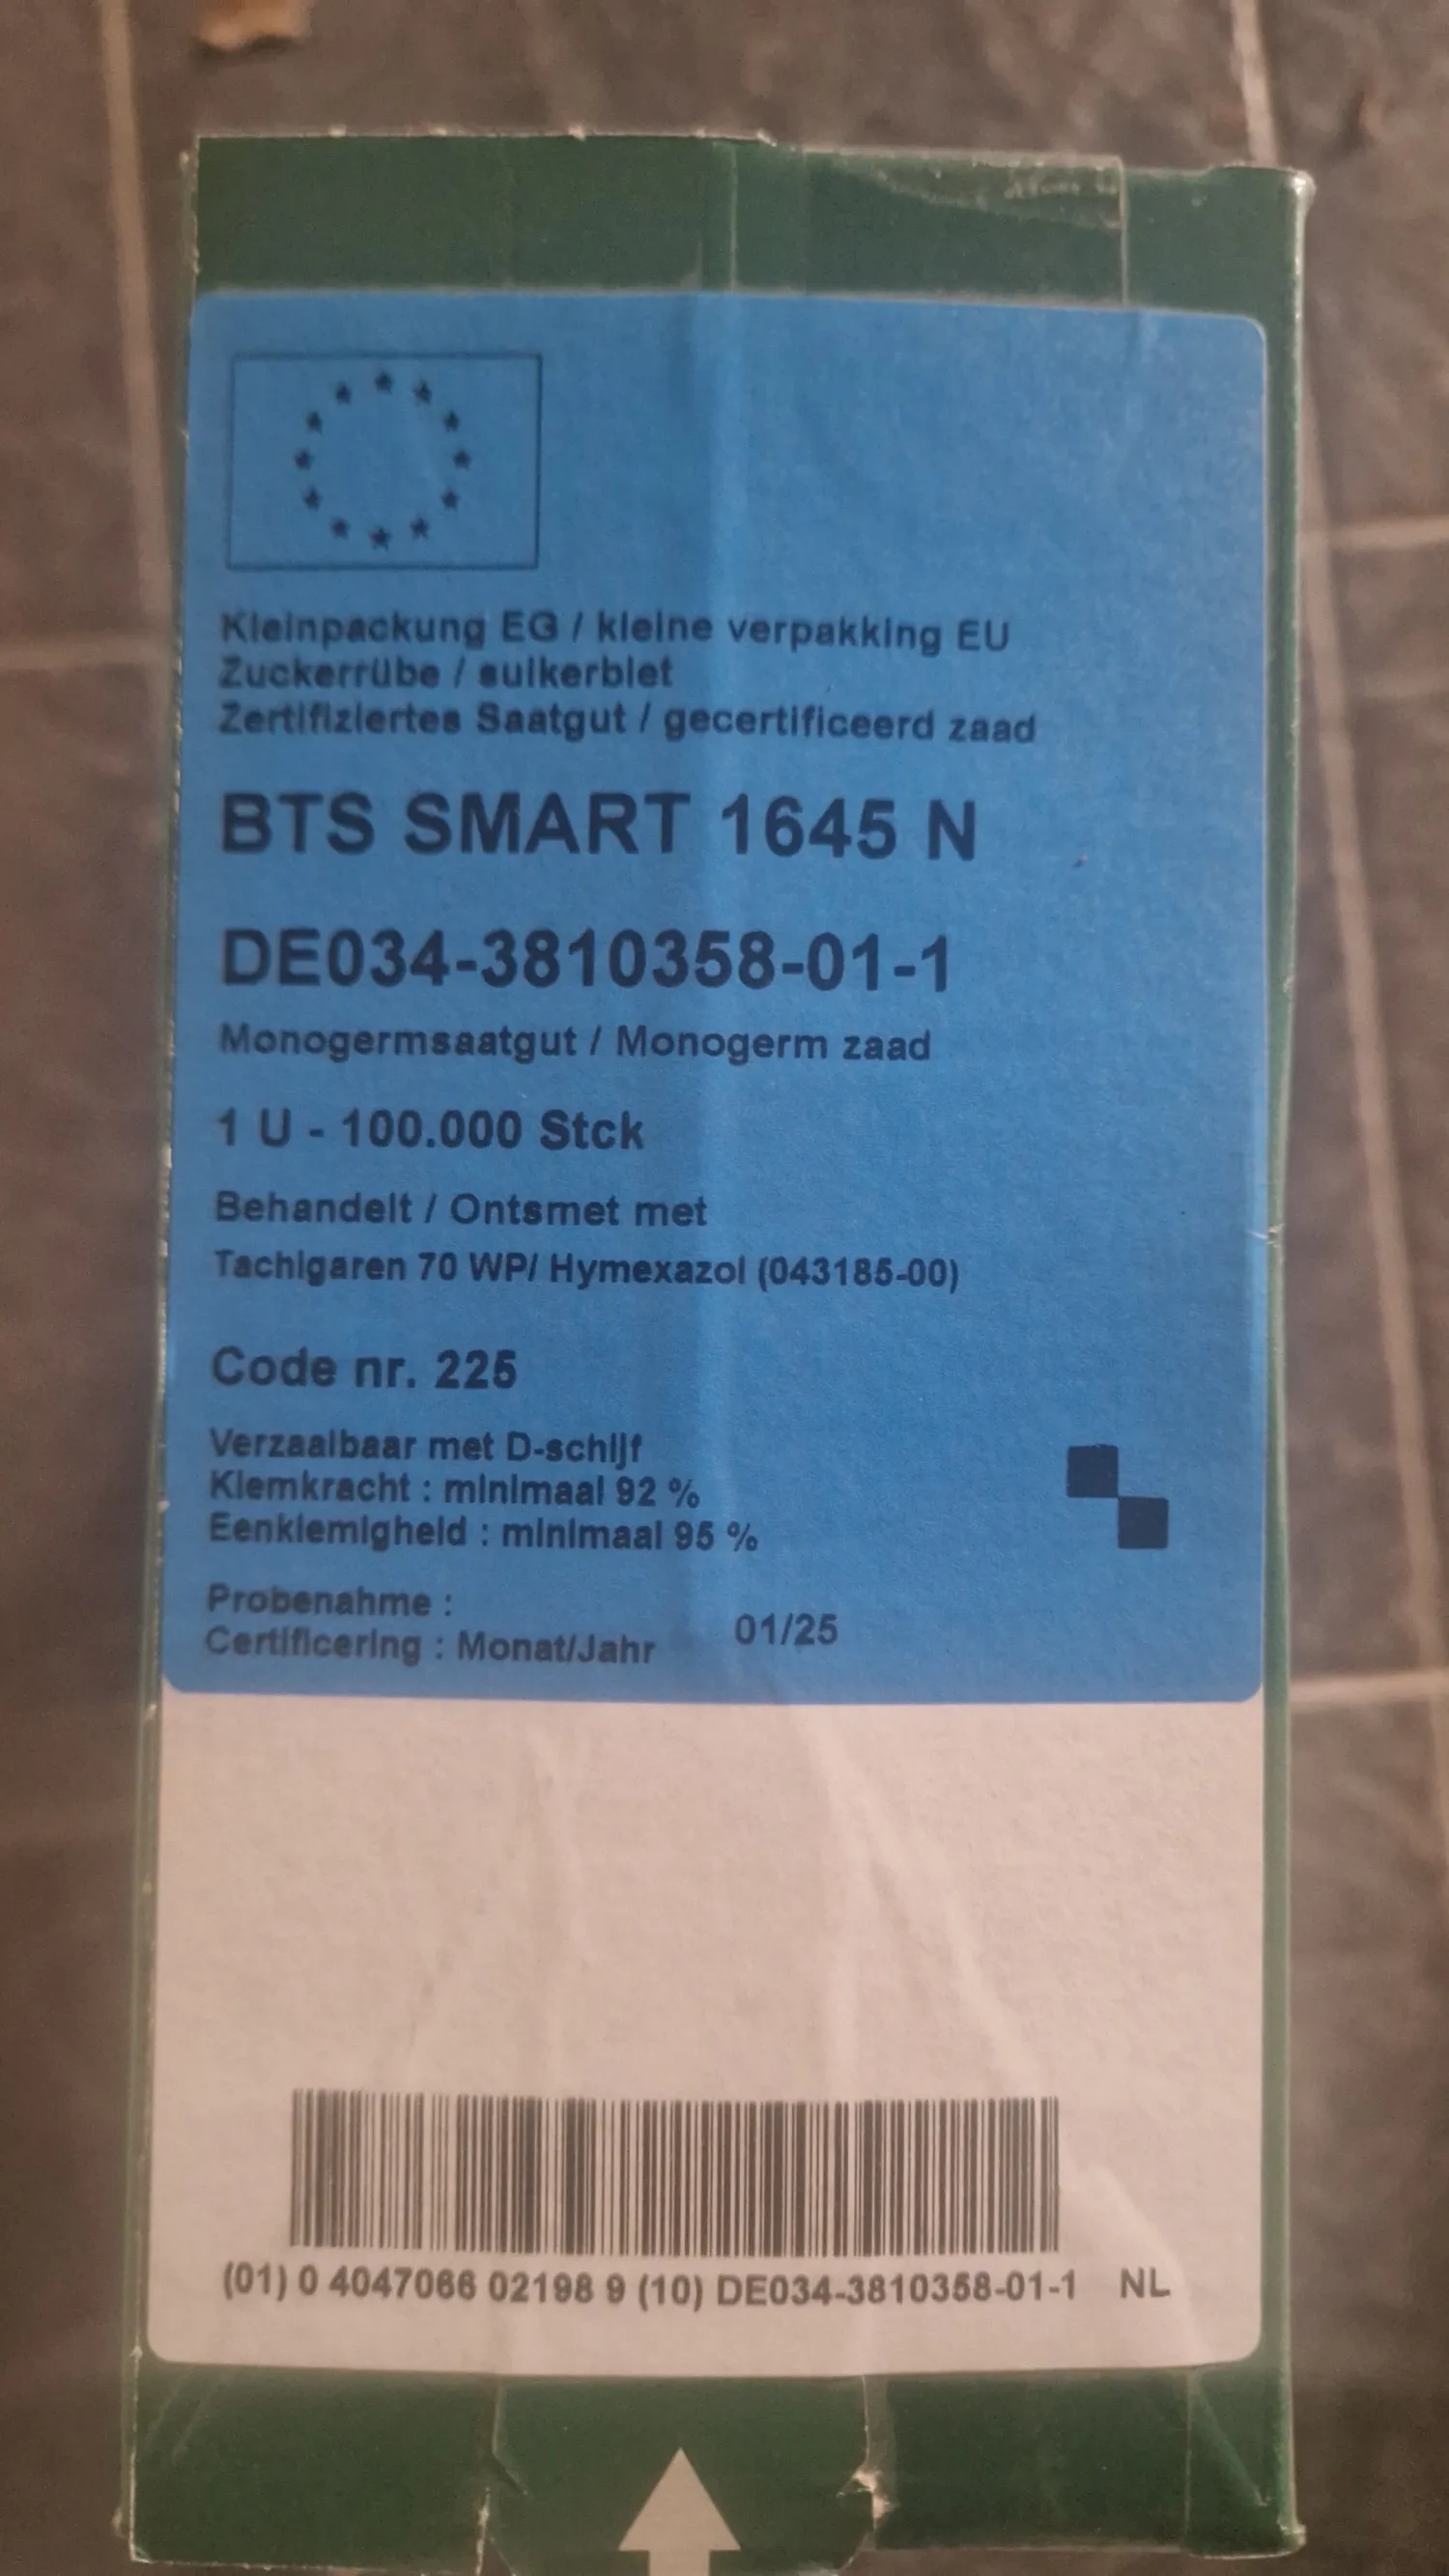 Kleinpackung EG / kleine verpakking EU
Zuckerrübe / suikerbiet
Zertifiziertes Saatgut / gecertificeerd zaad
BTS SMART 1645 N
DE034-3810358-01-1
Monogermsaatgut / Monogerm zaad
1 U - 100.000 Stck
Behandelt / Ontsmet met
Tachigaren 70 WP/ Hymexazol (043185-00)
Code nr. 225
Verzaaibaar met D-schijf
Kiemkracht : minimaal 92 %
Eenkiemigheid : minimaal 95 %
Probenahme :
Certificering : Monat/Jahr 01/25
(01) 0 4047066 02198 9 (10) DE034-3810358-01-1 NL